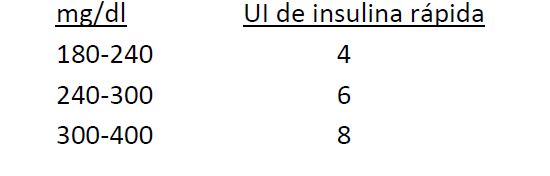 mg/dl UI de insulina rápida
180-240 4
240-300 6
300-400 8